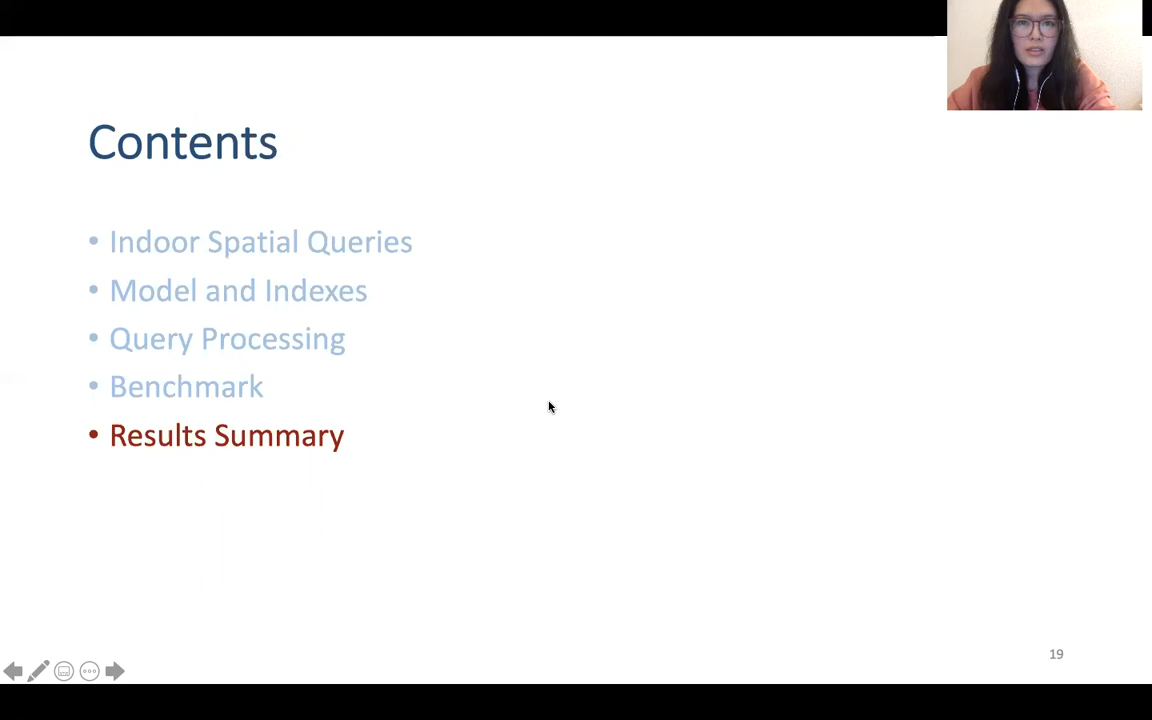 Contents
• Indoor Spatial Queries
• Model and Indexes
• Query Processing
• Benchmark
• Results Summary
19